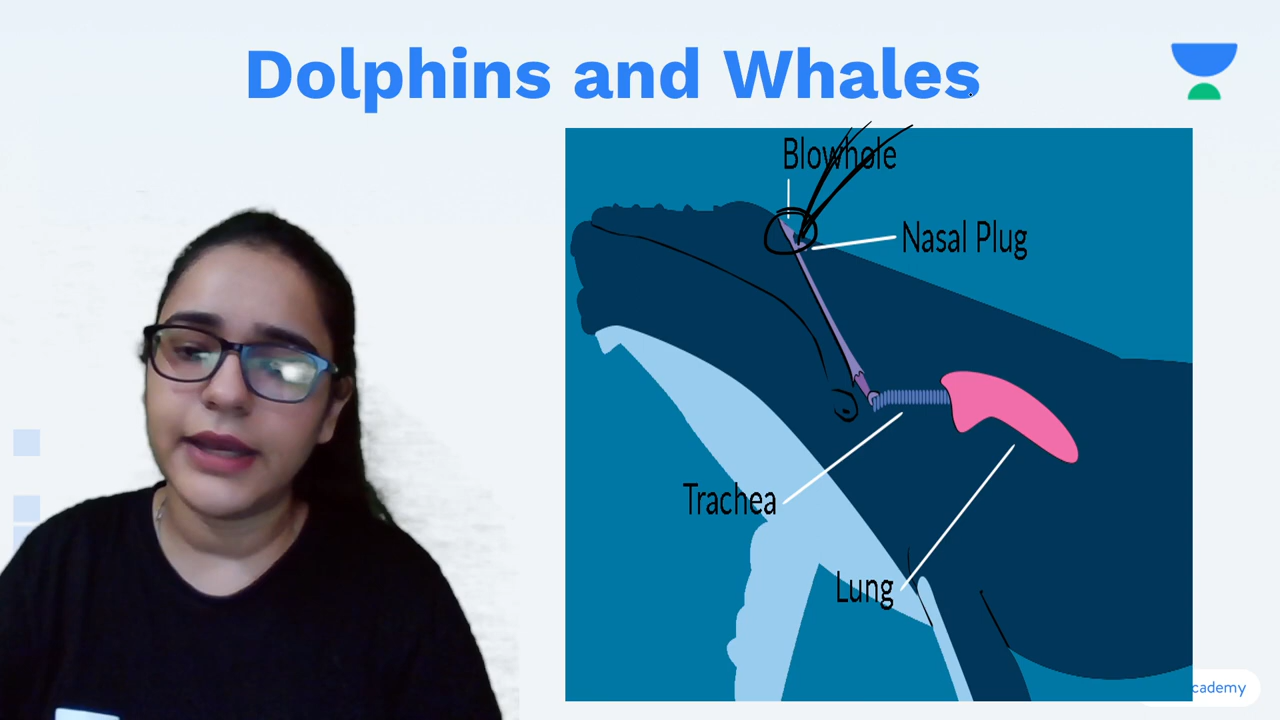 Dolphins and Whales
Blowhole
Nasal Plug
Trachea
Lung
cademy